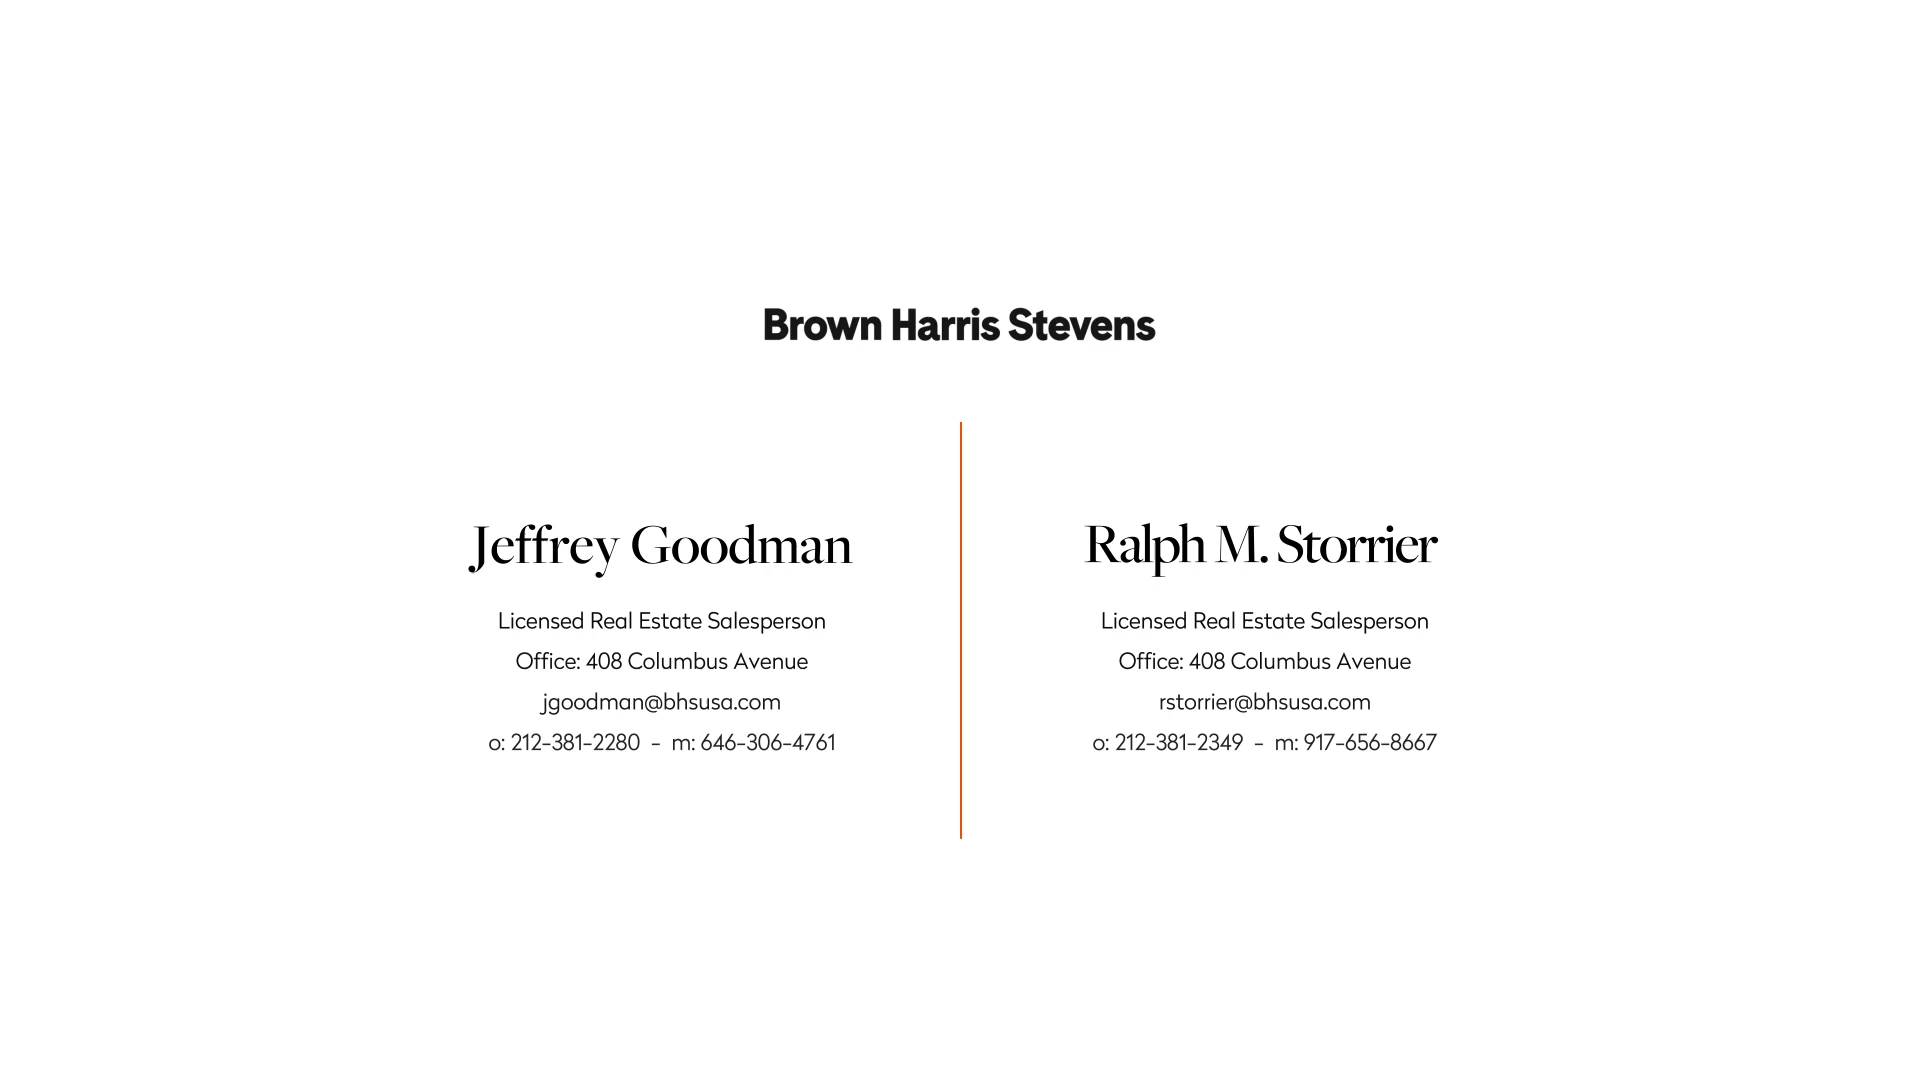 Brown Harris Stevens
Jeffrey Goodman
Licensed Real Estate Salesperson
Office: 408 Columbus Avenue
jgoodman@bhsusa.com
o: 212-381-2280 - m: 646-306-4761
Ralph M. Storrier
Licensed Real Estate Salesperson
Office: 408 Columbus Avenue
rstorrier@bhsusa.com
o: 212-381-2349 - m: 917-656-8667